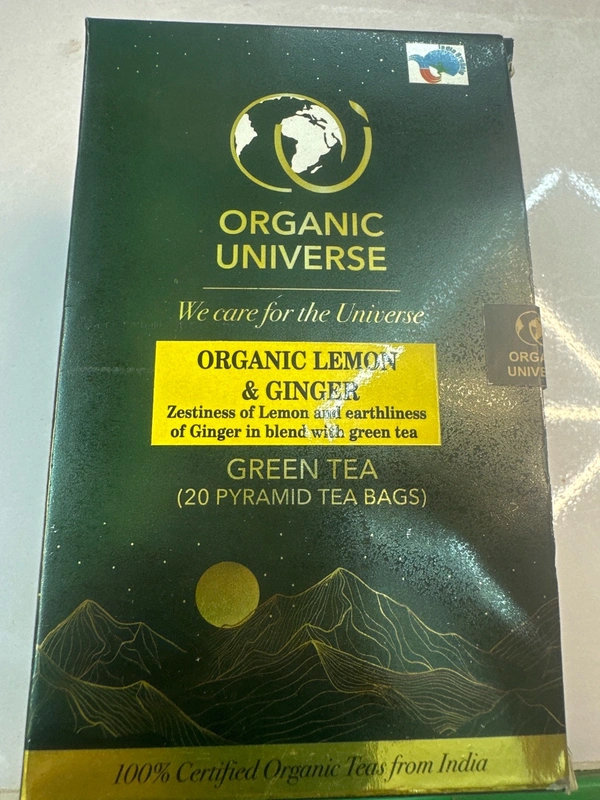 ORGANIC
UNIVERSE
We care for the Universe
ORGANIC LEMON
& GINGER
Zestiness of Lemon and earthliness
of Ginger in blend with green tea
GREEN TEA
(20 PYRAMID TEA BAGS)
100% Certified Organic Teas from India